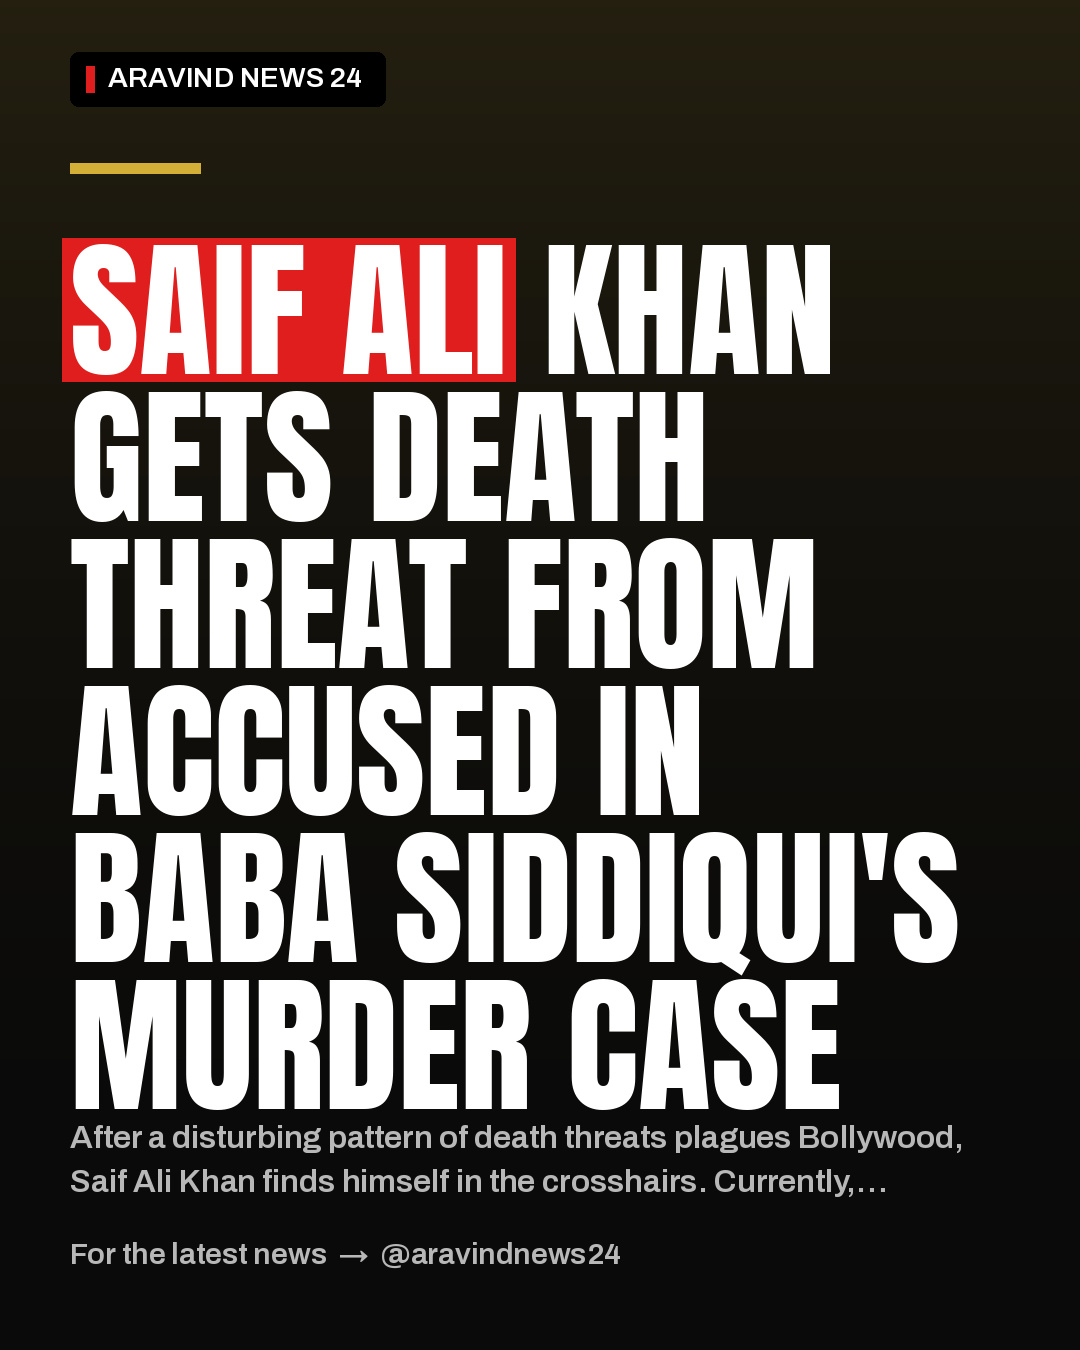 ARAVIND NEWS 24
SAIF ALI KHAN
GETS DEATH
THREAT FROM
ACCUSED IN
BABA SIDDIQUI'S
MURDER CASE
After a disturbing pattern of death threats plagues Bollywood,
Saif Ali Khan finds himself in the crosshairs. Currently,...
For the latest news → @aravindnews24